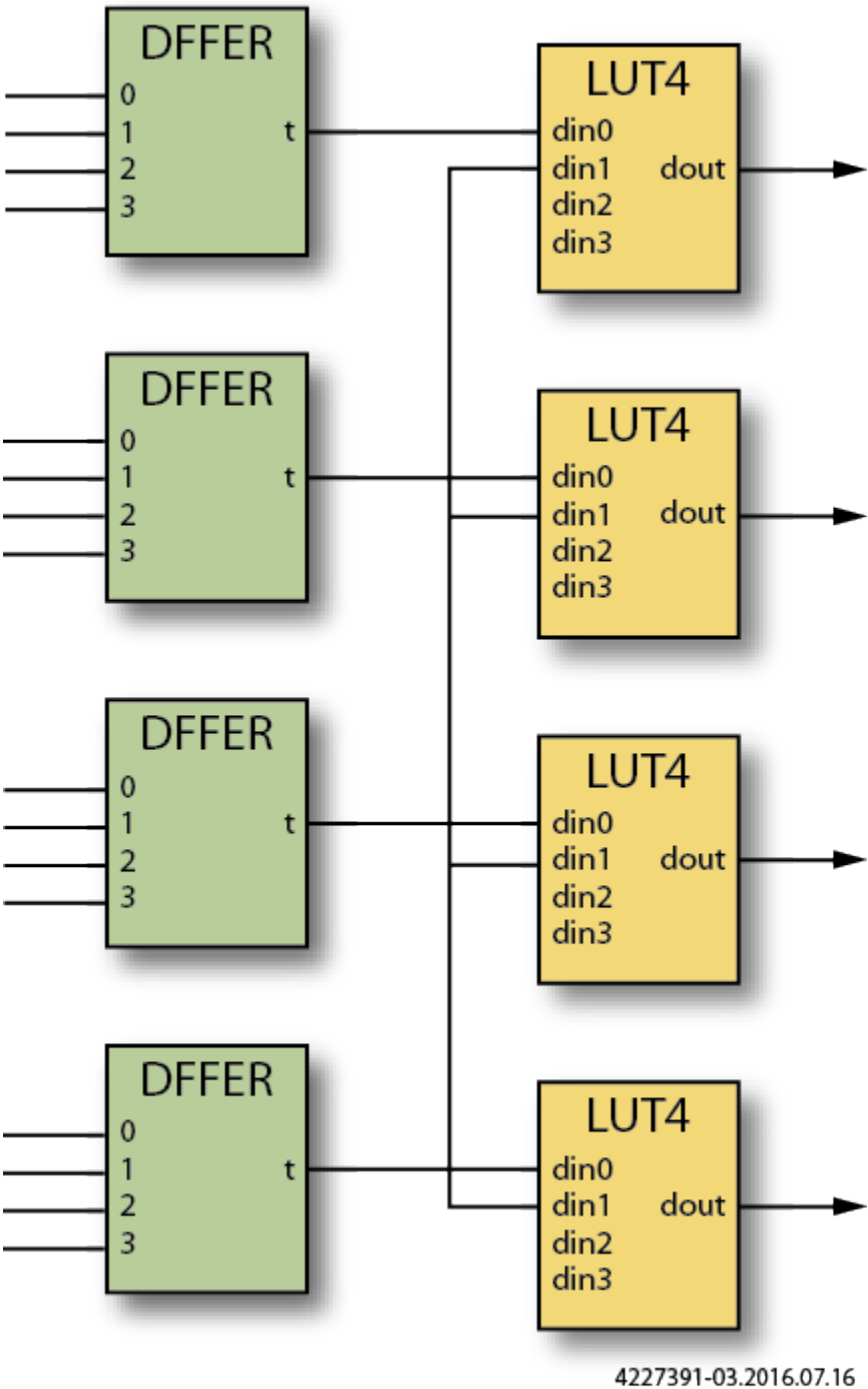 DFFER
0
1 t
2
3
LUT4
din0
din1 dout
din2
din3
DFFER
0
1 t
2
3
LUT4
din0
din1 dout
din2
din3
DFFER
0
1 t
2
3
LUT4
din0
din1 dout
din2
din3
DFFER
0
1 t
2
3
LUT4
din0
din1 dout
din2
din3
4227391-03.2016.07.16